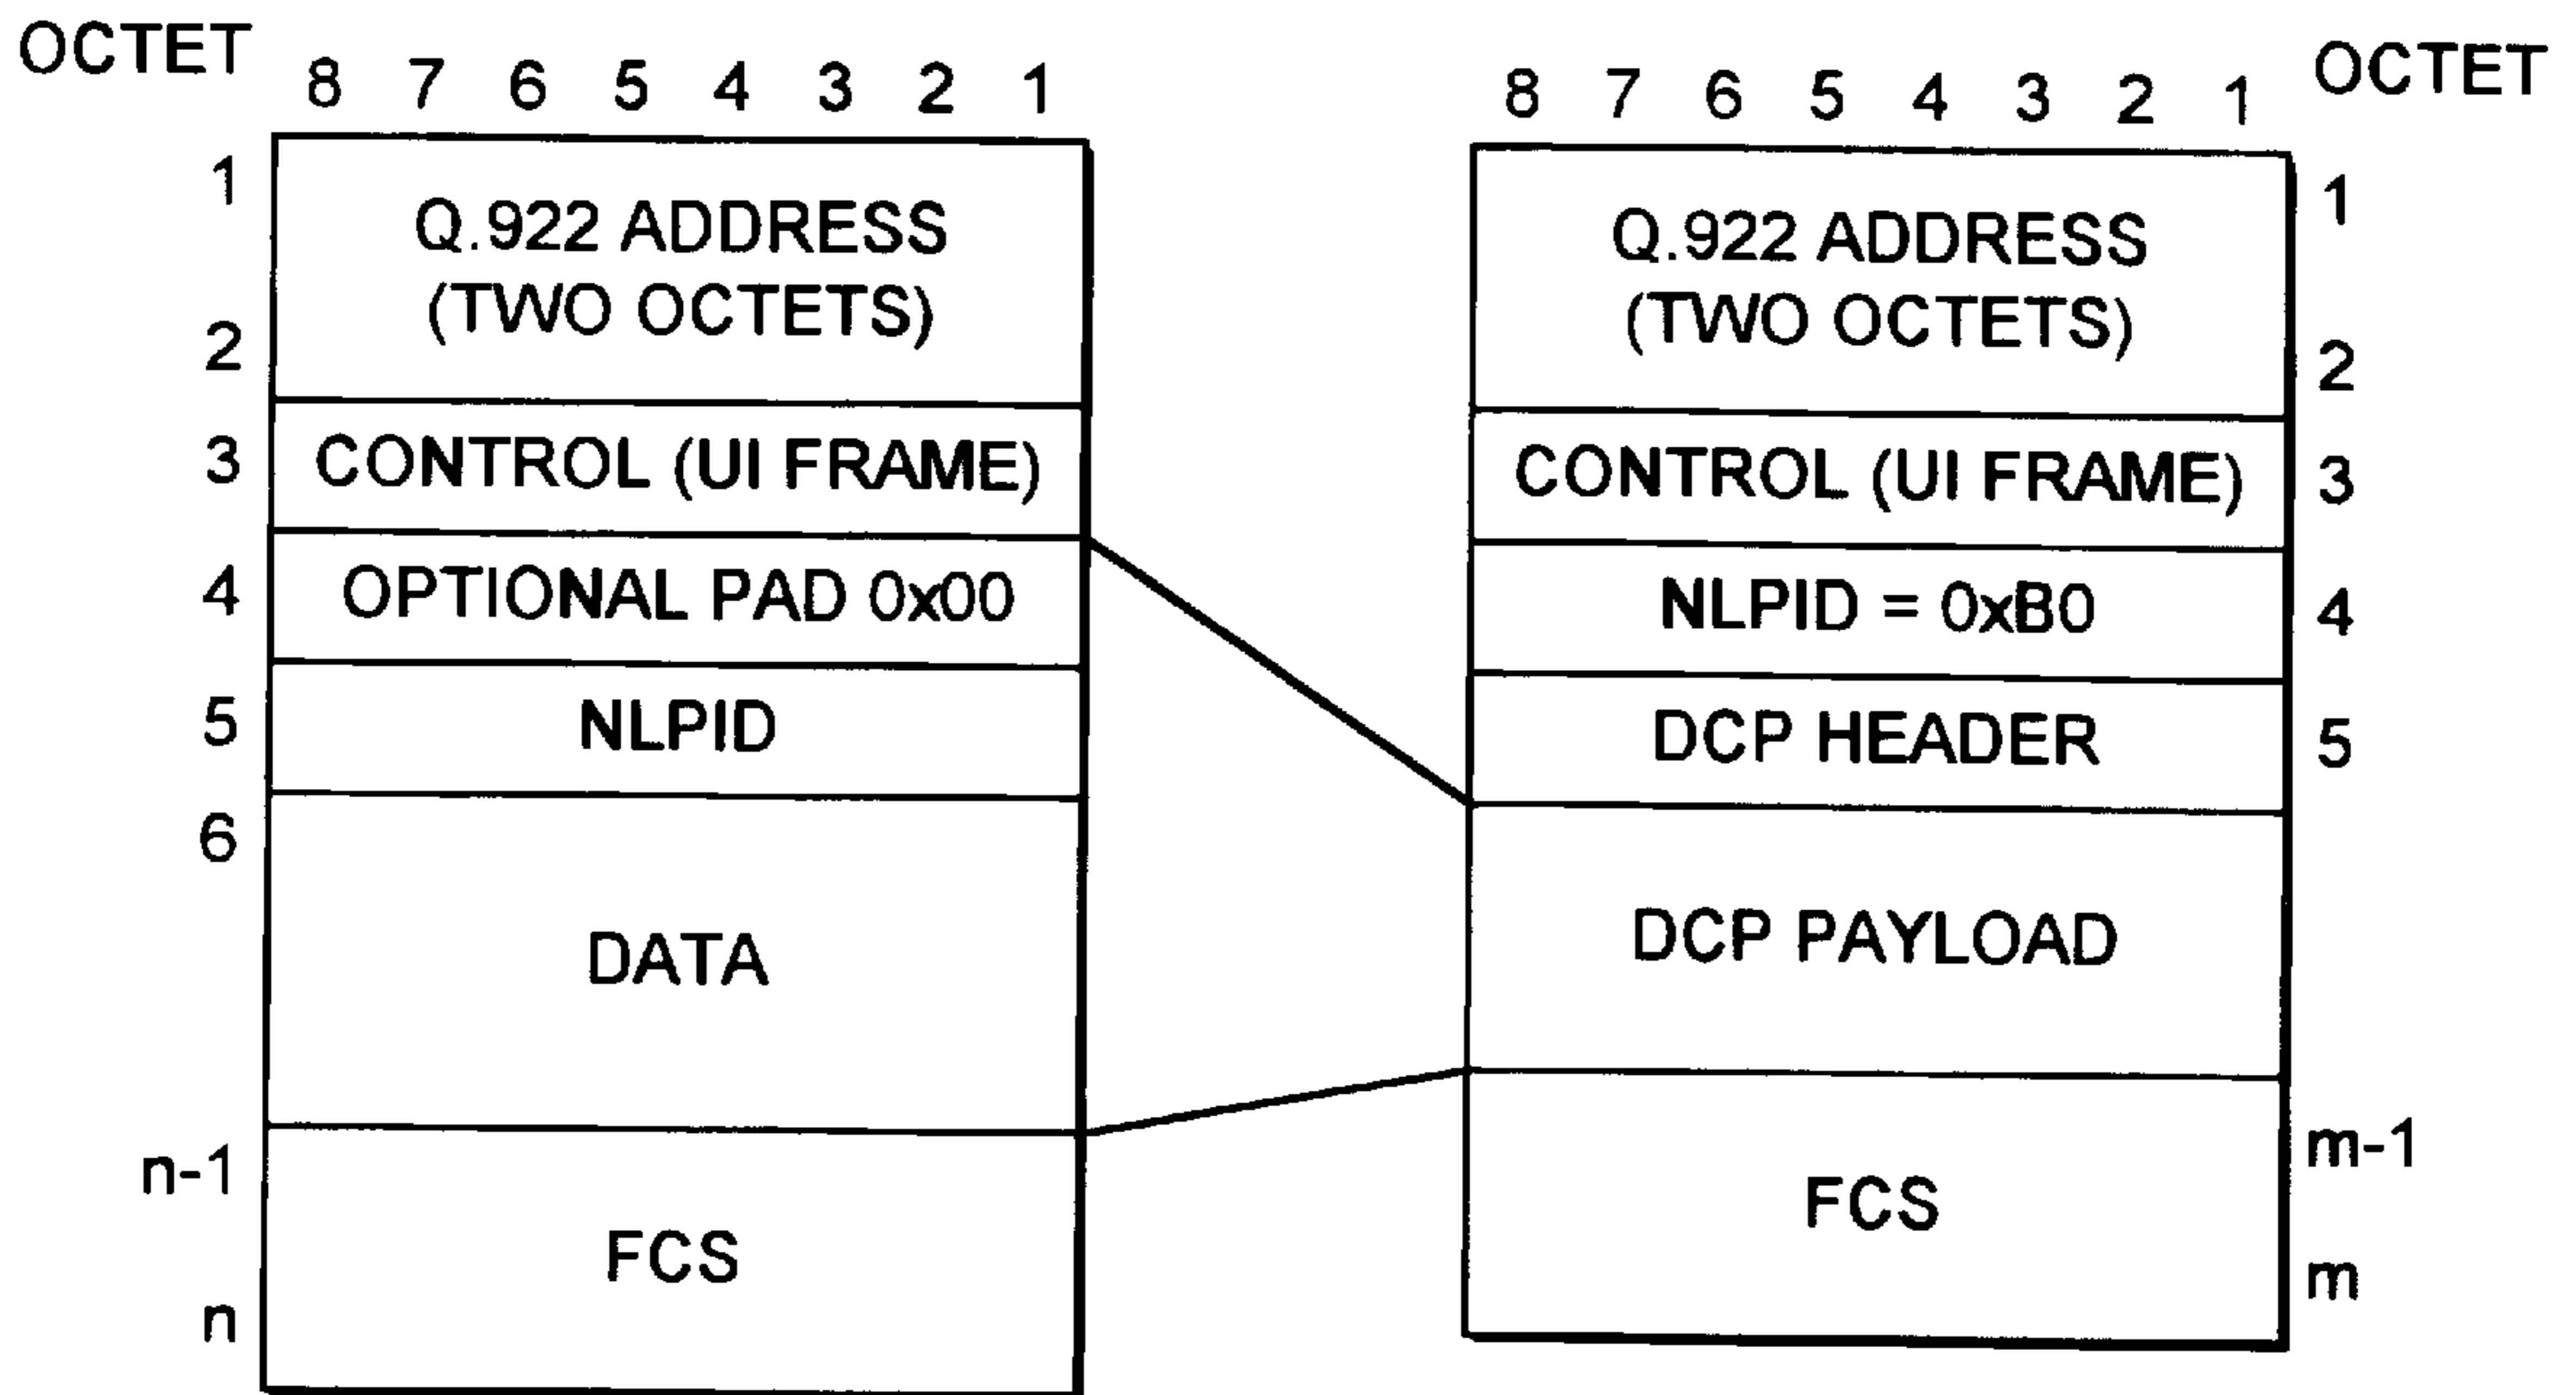 OCTET
8 7 6 5 4 3 2 1
1
Q.922 ADDRESS
(TWO OCTETS)
2
3
CONTROL (UI FRAME)
4
OPTIONAL PAD 0x00
5
NLPID
6
DATA
n-1
FCS
n
OCTET
8 7 6 5 4 3 2 1
1
Q.922 ADDRESS
(TWO OCTETS)
2
CONTROL (UI FRAME)
3
NLPID = 0xB0
4
DCP HEADER
5
DCP PAYLOAD
m-1
FCS
m